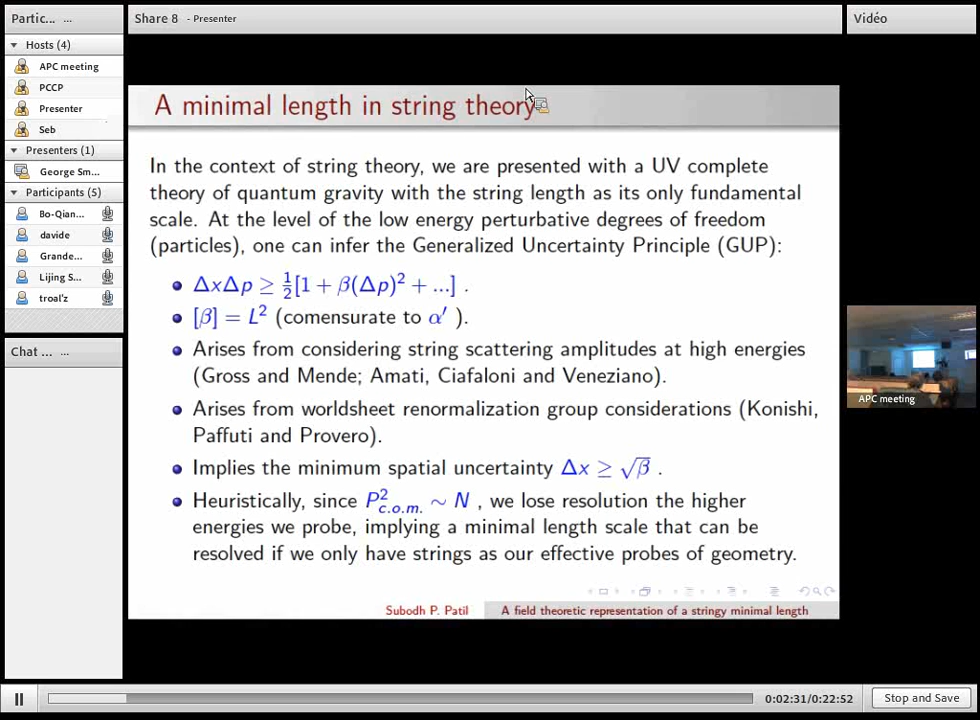 Partic... ...
Share 8 - Presenter
Vidéo
Hosts (4)
APC meeting
PCCP
Presenter
Seb
Presenters (1)
George Sm...
Participants (5)
Bo-Qian...
davide
Grande...
Lijing S...
troal'z
Chat ... ...
A minimal length in string theory
In the context of string theory, we are presented with a UV complete
theory of quantum gravity with the string length as its only fundamental
scale. At the level of the low energy perturbative degrees of freedom
(particles), one can infer the Generalized Uncertainty Principle (GUP):
• ΔxΔp ≥ ½[1 + β(Δp)² + ...] .
• [β] = L² (comensurate to α′ ).
• Arises from considering string scattering amplitudes at high energies
(Gross and Mende; Amati, Ciafaloni and Veneziano).
• Arises from worldsheet renormalization group considerations (Konishi,
Paffuti and Provero).
• Implies the minimum spatial uncertainty Δx ≥ √β .
• Heuristically, since P²c.o.m. ~ N , we lose resolution the higher
energies we probe, implying a minimal length scale that can be
resolved if we only have strings as our effective probes of geometry.
Subodh P. Patil
A field theoretic representation of a stringy minimal length
APC meeting
0:02:31/0:22:52
Stop and Save